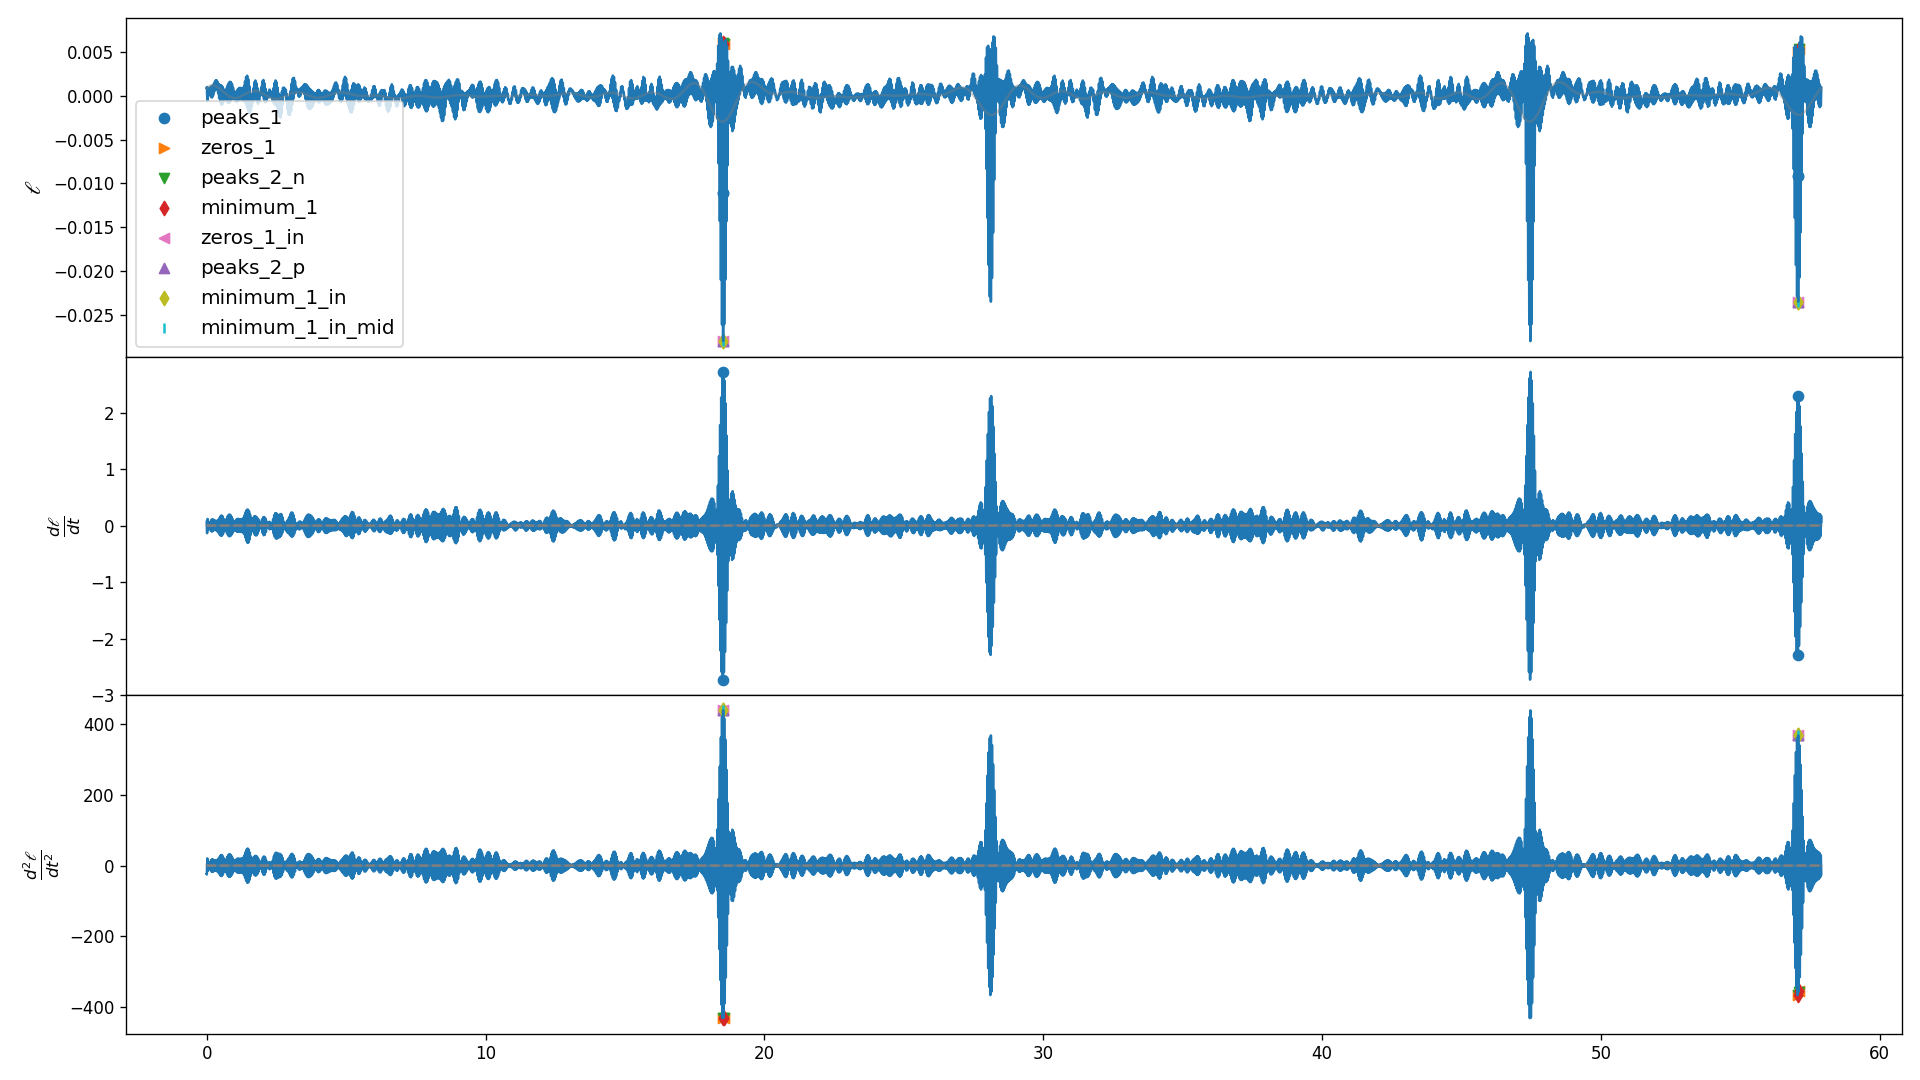 0.005
0.000
−0.005
−0.010
−0.015
−0.020
−0.025
ℓ
peaks_1
zeros_1
peaks_2_n
minimum_1
zeros_1_in
peaks_2_p
minimum_1_in
minimum_1_in_mid
2
1
0
−1
−2
−3
dℓ
dt
400
200
0
−200
−400
d²ℓ
dt²
0 10 20 30 40 50 60